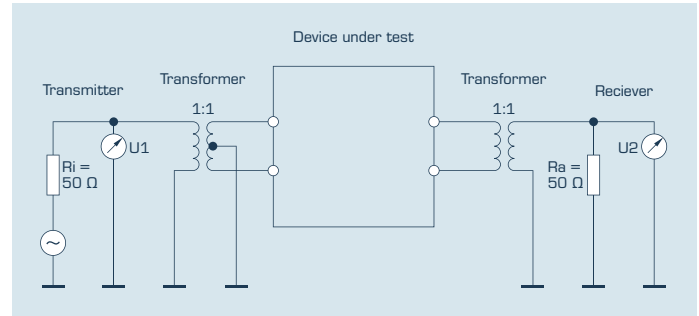 Device under test
Transmitter
Transformer
1:1
U1
Ri =
50 Ω
Transformer
1:1
Reciever
U2
Ra =
50 Ω